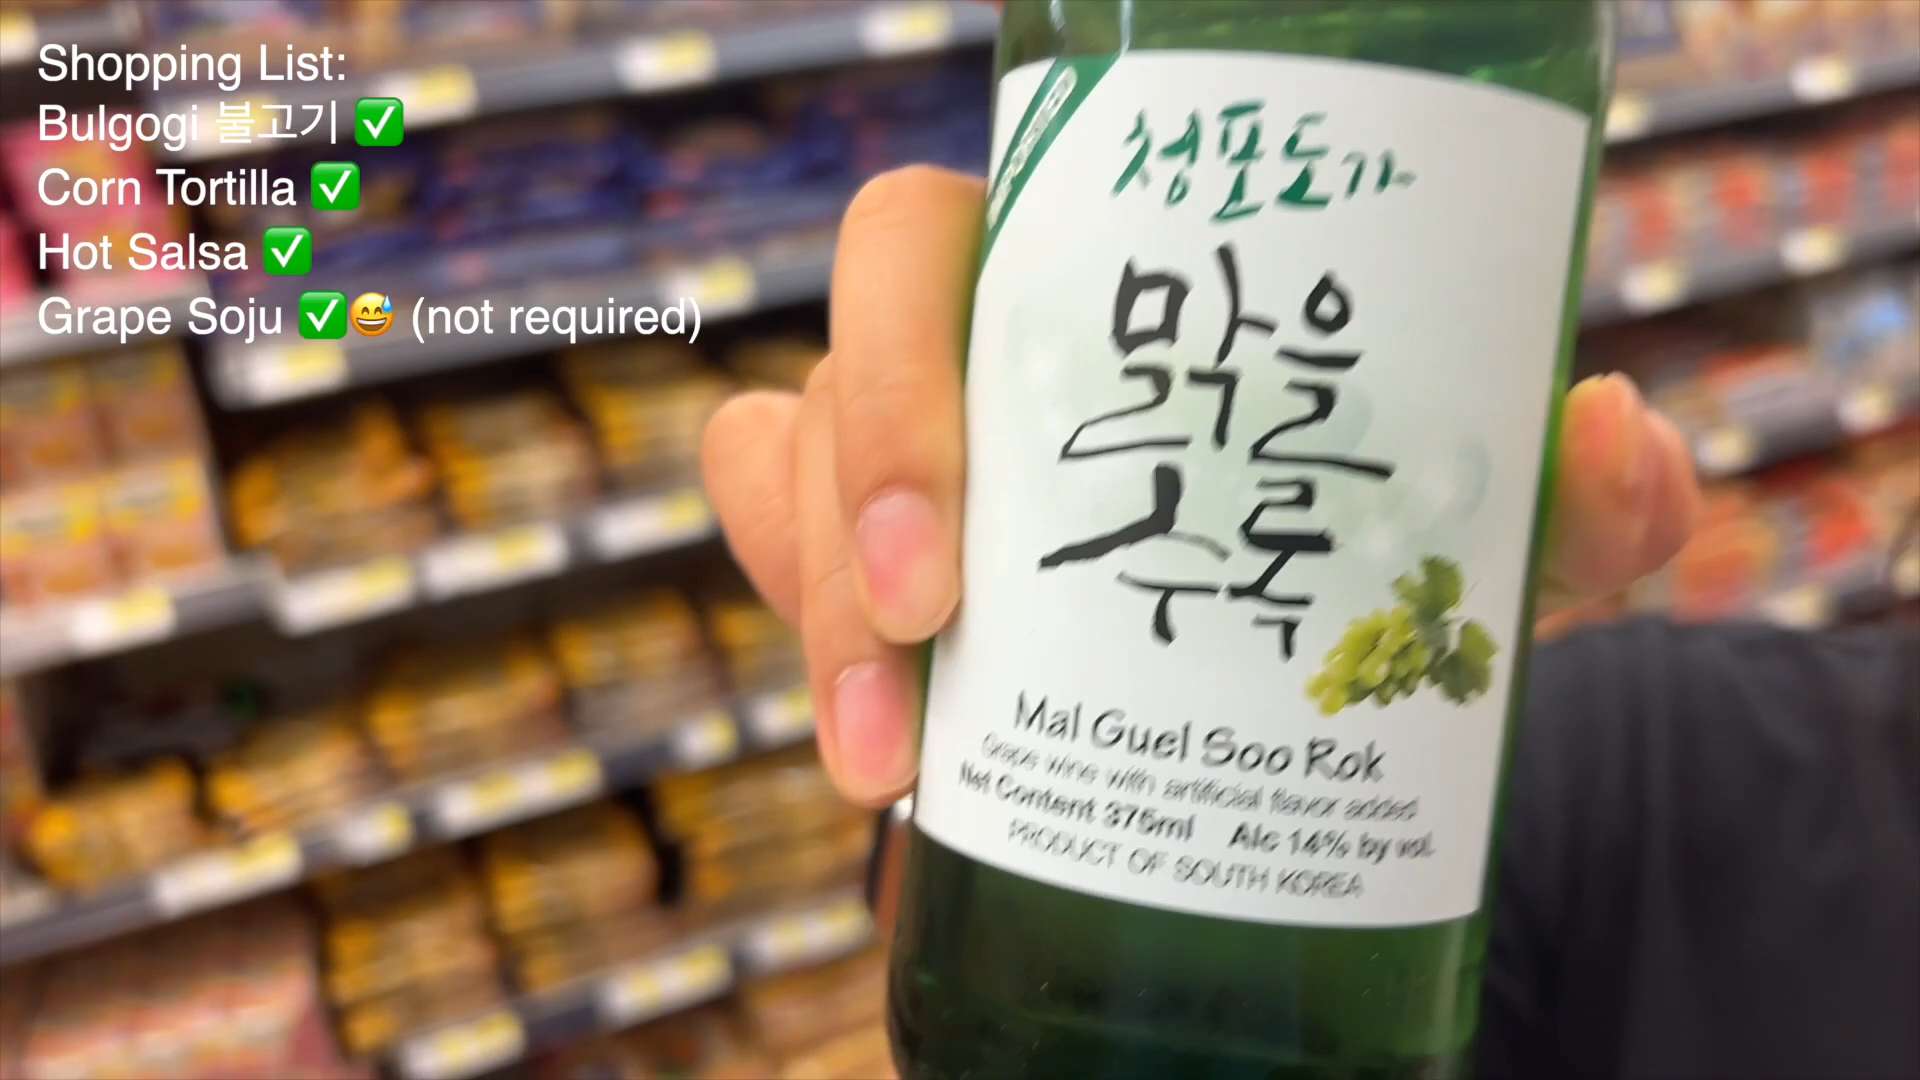 Shopping List:
Bulgogi 불고기 ✅
Corn Tortilla ✅
Hot Salsa ✅
Grape Soju ✅😅 (not required)
청포도가
맑을
수록
Mal Guel Soo Rok
Grape wine with artificial flavor added
Net Content 375ml Alc 14% by vol.
PRODUCT OF SOUTH KOREA